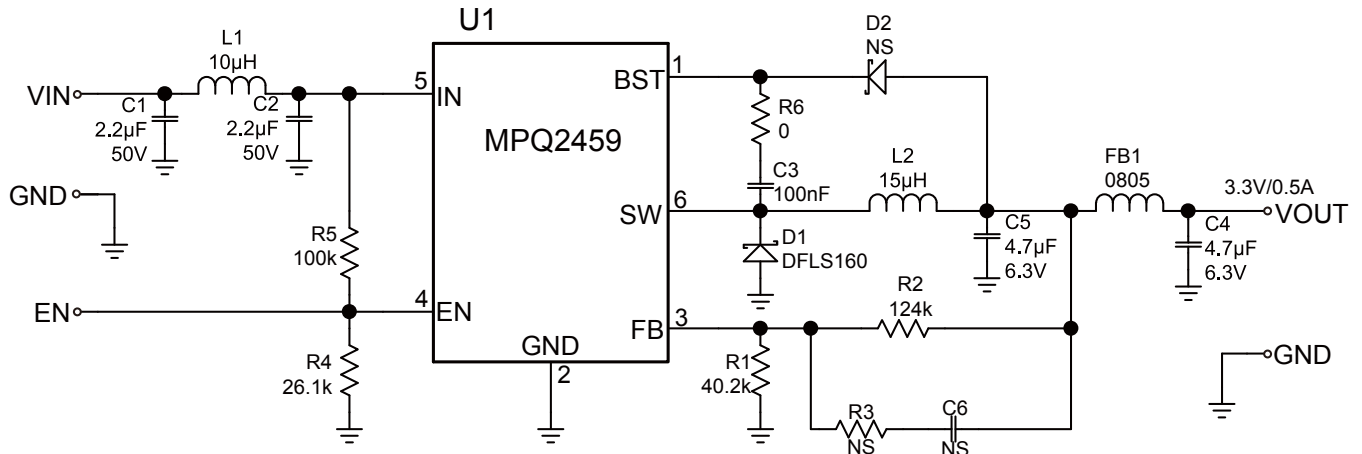 U1
MPQ2459
5
IN
4
EN
GND
2
BST
1
SW
6
FB
3
VIN
C1
2.2µF
50V
L1
10µH
C2
2.2µF
50V
GND
R5
100k
EN
R4
26.1k
D2
NS
R6
0
C3
100nF
L2
15µH
D1
DFLS160
C5
4.7µF
6.3V
FB1
0805
3.3V/0.5A
VOUT
C4
4.7µF
6.3V
R2
124k
R1
40.2k
R3
NS
C6
NS
GND